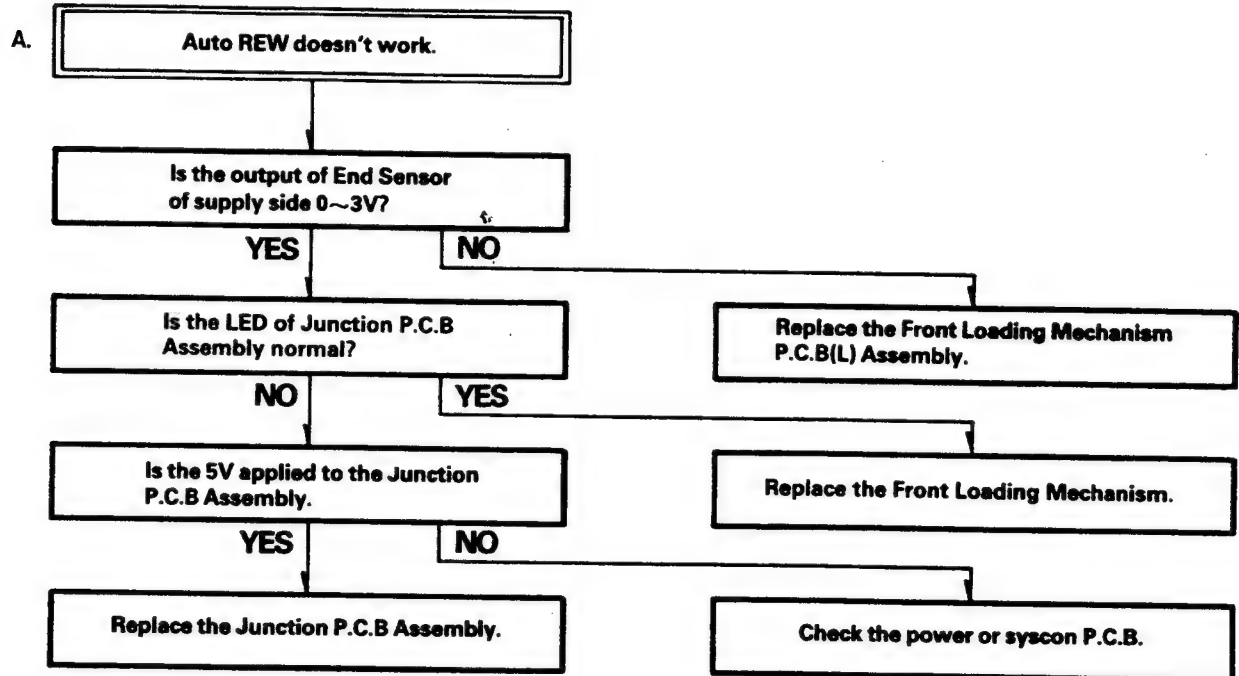 A.
Auto REW doesn't work.
Is the output of End Sensor
of supply side 0~3V?
YES
NO
Is the LED of Junction P.C.B
Assembly normal?
Replace the Front Loading Mechanism
P.C.B(L) Assembly.
NO
YES
Is the 5V applied to the Junction
P.C.B Assembly.
Replace the Front Loading Mechanism.
YES
NO
Replace the Junction P.C.B Assembly.
Check the power or syscon P.C.B.